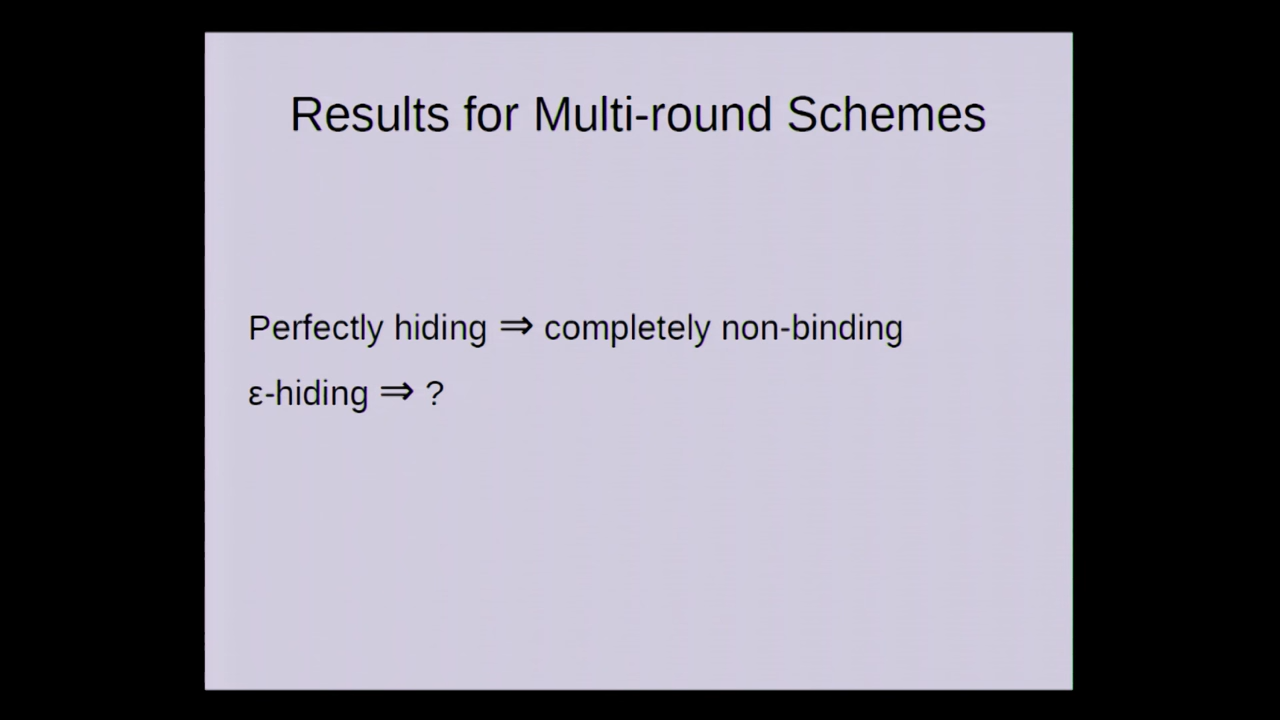 Results for Multi-round Schemes
Perfectly hiding ⇒ completely non-binding
ε-hiding ⇒ ?